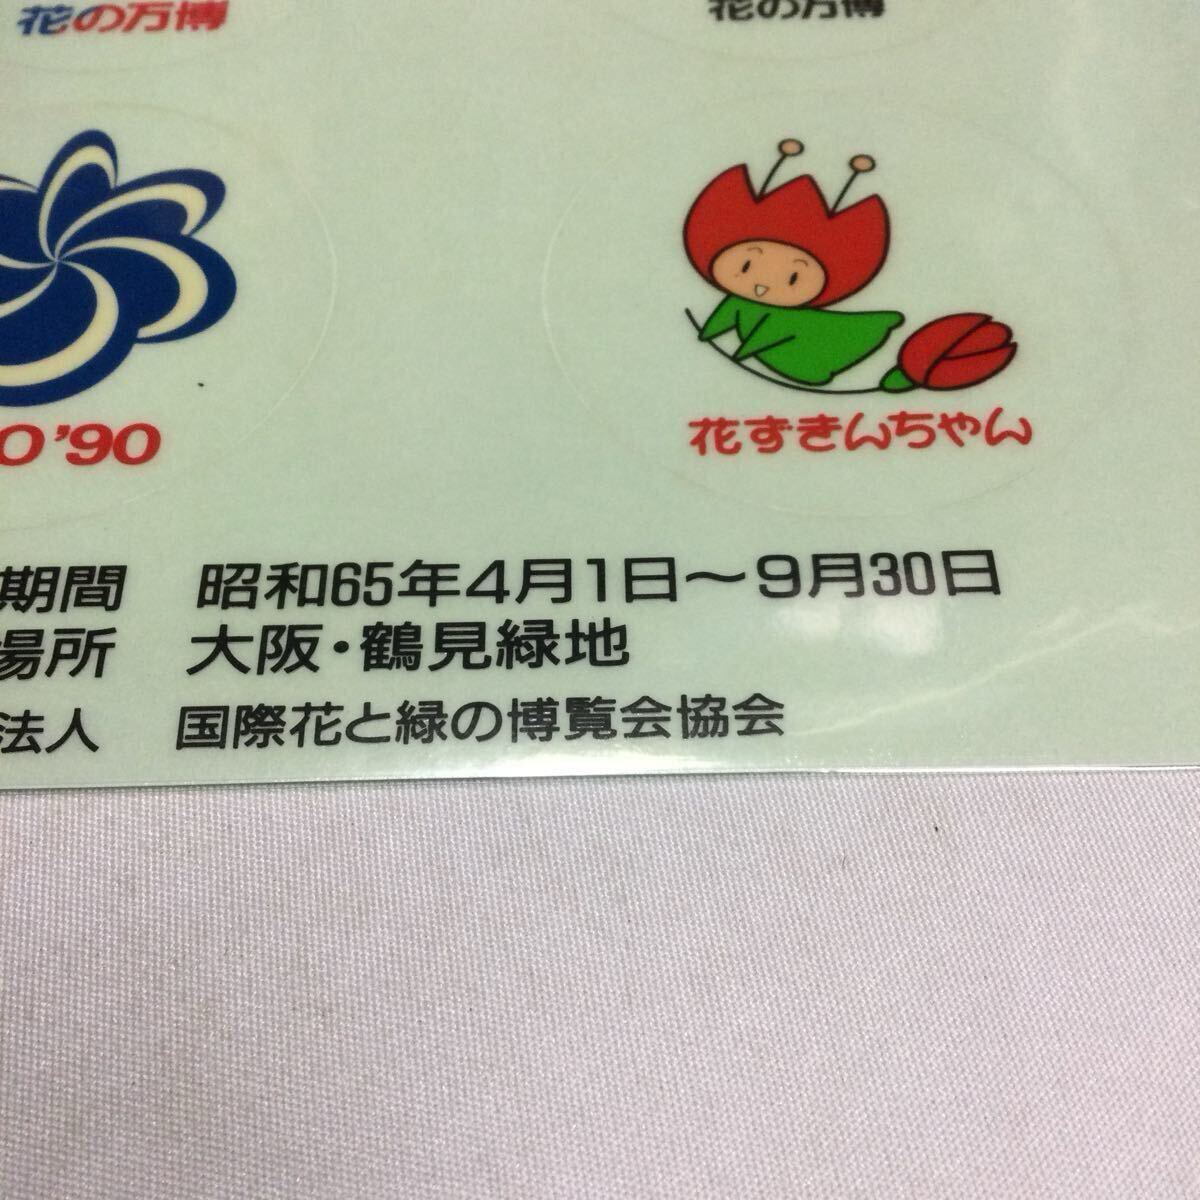 花の万博
花の万博
O'90
花ずきんちゃん
期間 昭和65年4月1日〜9月30日
場所 大阪・鶴見緑地
法人 国際花と緑の博覧会協会